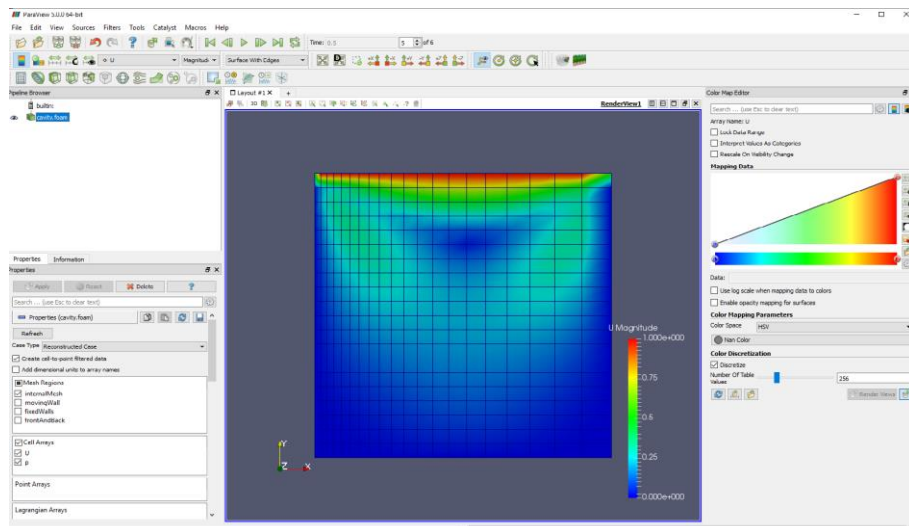 ParaView 5.0.0 64-bit
File Edit View Sources Filters Tools Catalyst Macros Help
Time: 0.5 5 of 6
U Magnitude Surface With Edges
Pipeline Browser
builtin:
cavity.foam
Layout #1
RenderView1
3D
Properties Information
Properties
Apply Reset Delete ?
Search ... (use Esc to clear text)
Properties (cavity.foam)
Refresh
Case Type Reconstructed Case
Create cell-to-point filtered data
Add dimensional units to array names
Mesh Regions
internalMesh
movingWall
fixedWalls
frontAndBack
Cell Arrays
U
p
Point Arrays
Lagrangian Arrays
Y
Z X
U Magnitude
1.000e+000
0.75
0.5
0.25
0.000e+000
Color Map Editor
Search ... (use Esc to clear text)
Array Name: U
Lock Data Range
Interpret Values As Categories
Rescale On Visibility Change
Mapping Data
Data:
Use log scale when mapping data to colors
Enable opacity mapping for surfaces
Color Mapping Parameters
Color Space HSV
Nan Color
Color Discretization
Discretize
Number Of Table Values 256
Render Views